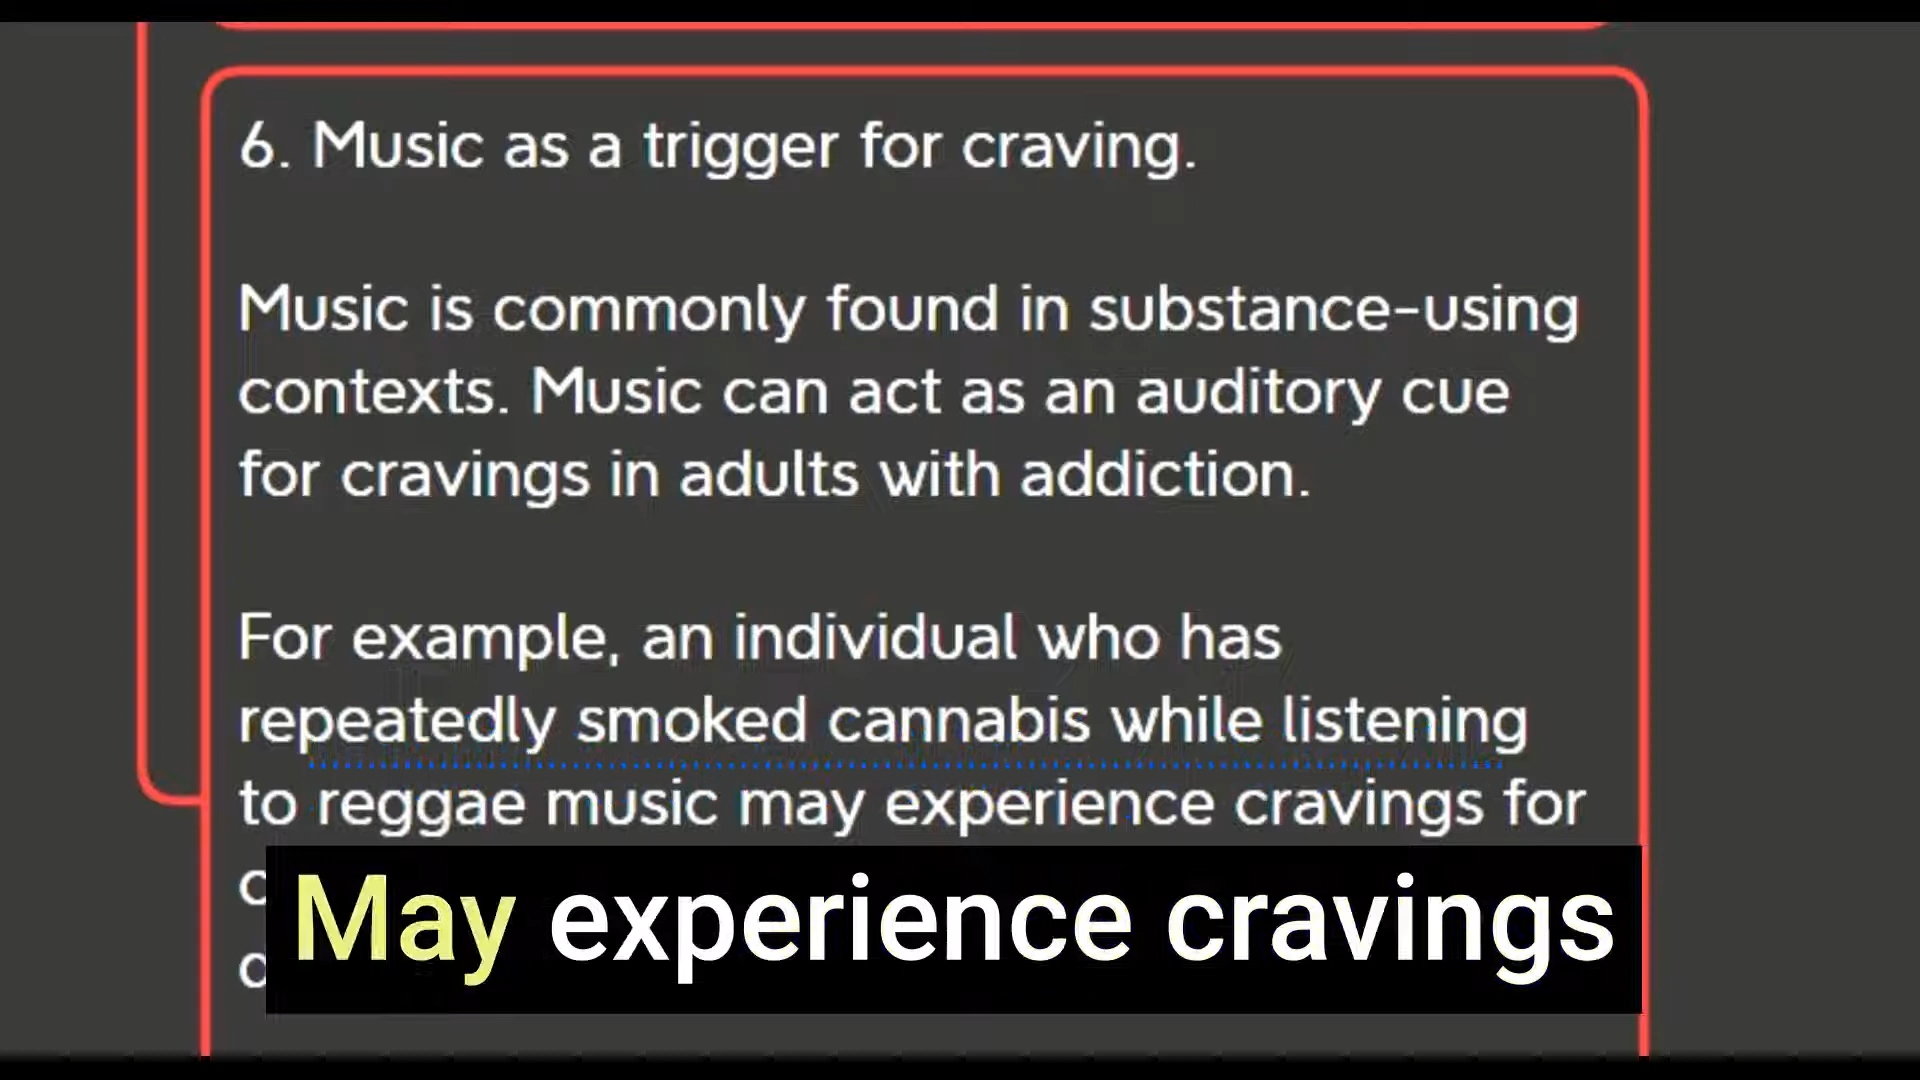 6. Music as a trigger for craving.
Music is commonly found in substance-using
contexts. Music can act as an auditory cue
for cravings in adults with addiction.
For example, an individual who has
repeatedly smoked cannabis while listening
to reggae music may experience cravings for
May experience cravings